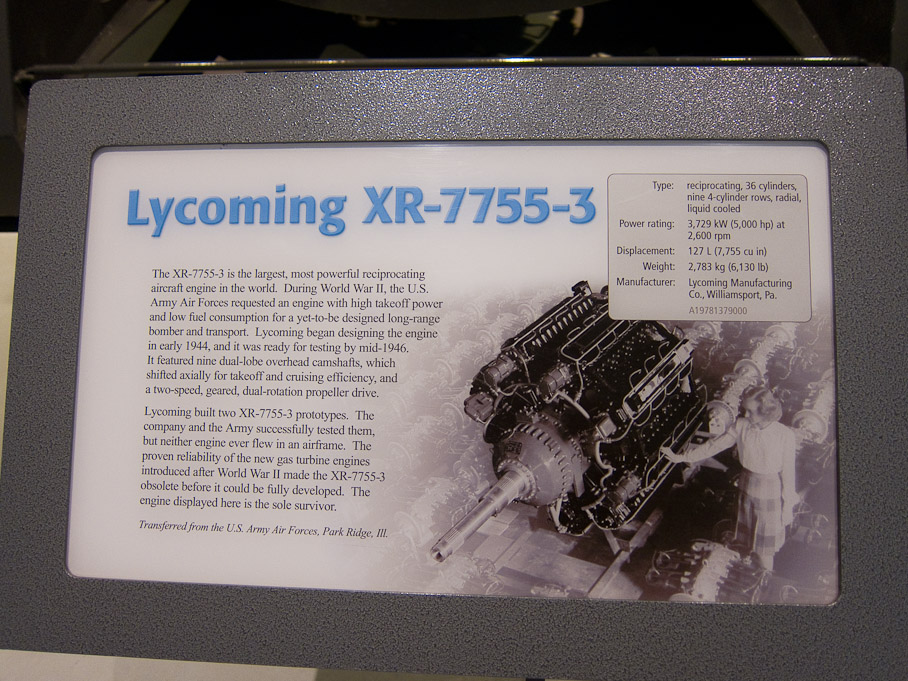 Lycoming XR-7755-3
Type: reciprocating, 36 cylinders,
nine 4-cylinder rows, radial,
liquid cooled
Power rating: 3,729 kW (5,000 hp) at
2,600 rpm
Displacement: 127 L (7,755 cu in)
Weight: 2,783 kg (6,130 lb)
Manufacturer: Lycoming Manufacturing
Co., Williamsport, Pa.
A19781379000
The XR-7755-3 is the largest, most powerful reciprocating
aircraft engine in the world. During World War II, the U.S.
Army Air Forces requested an engine with high takeoff power
and low fuel consumption for a yet-to-be designed long-range
bomber and transport. Lycoming began designing the engine
in early 1944, and it was ready for testing by mid-1946.
It featured nine dual-lobe overhead camshafts, which
shifted axially for takeoff and cruising efficiency, and
a two-speed, geared, dual-rotation propeller drive.
Lycoming built two XR-7755-3 prototypes. The
company and the Army successfully tested them,
but neither engine ever flew in an airframe. The
proven reliability of the new gas turbine engines
introduced after World War II made the XR-7755-3
obsolete before it could be fully developed. The
engine displayed here is the sole survivor.
Transferred from the U.S. Army Air Forces, Park Ridge, Ill.